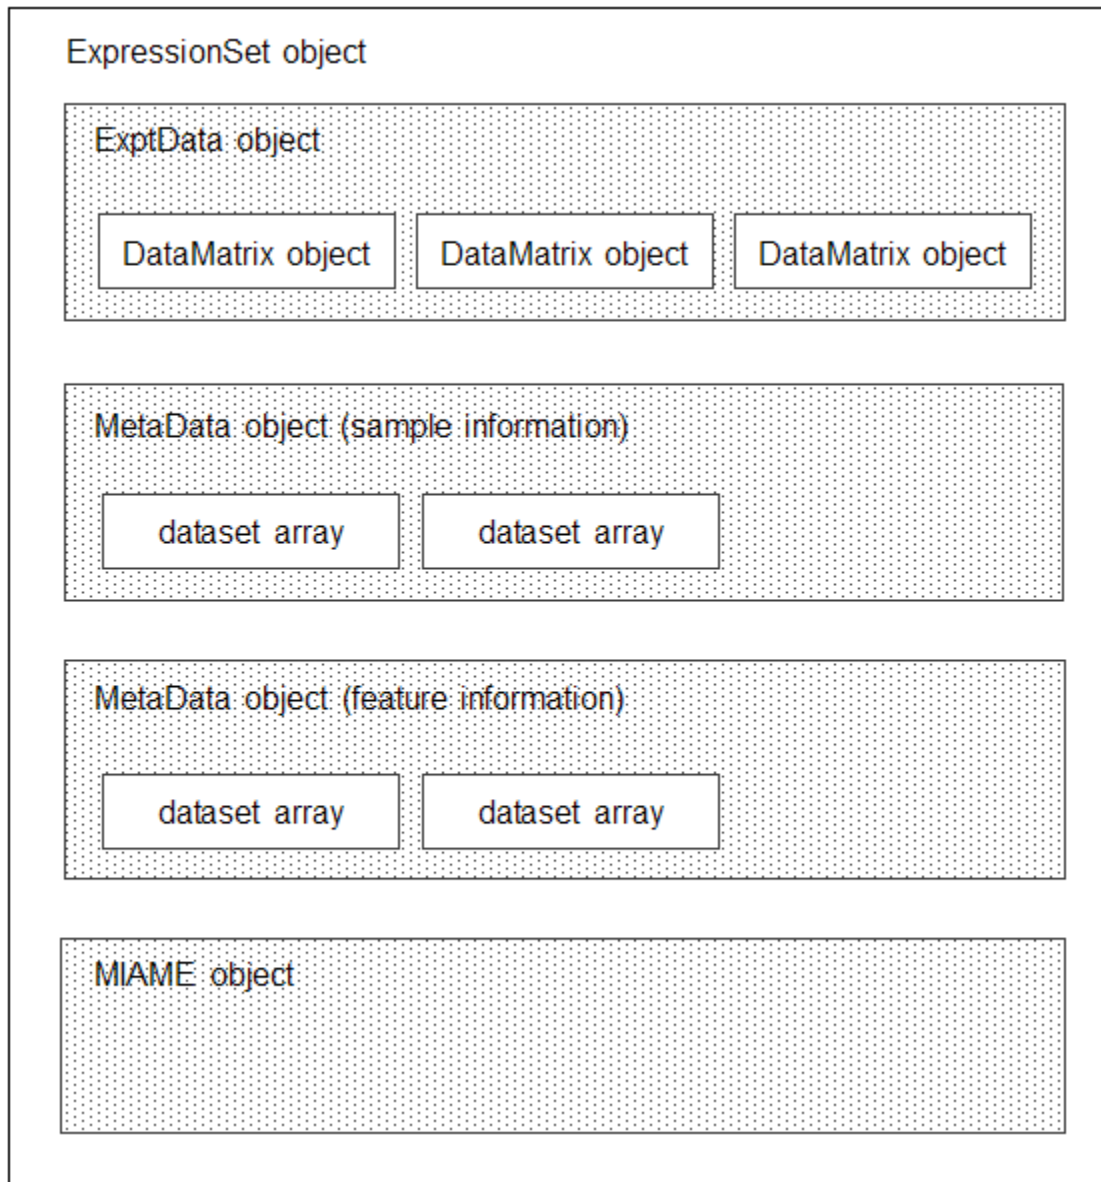 ExpressionSet object
ExptData object
DataMatrix object DataMatrix object DataMatrix object
MetaData object (sample information)
dataset array dataset array
MetaData object (feature information)
dataset array dataset array
MIAME object